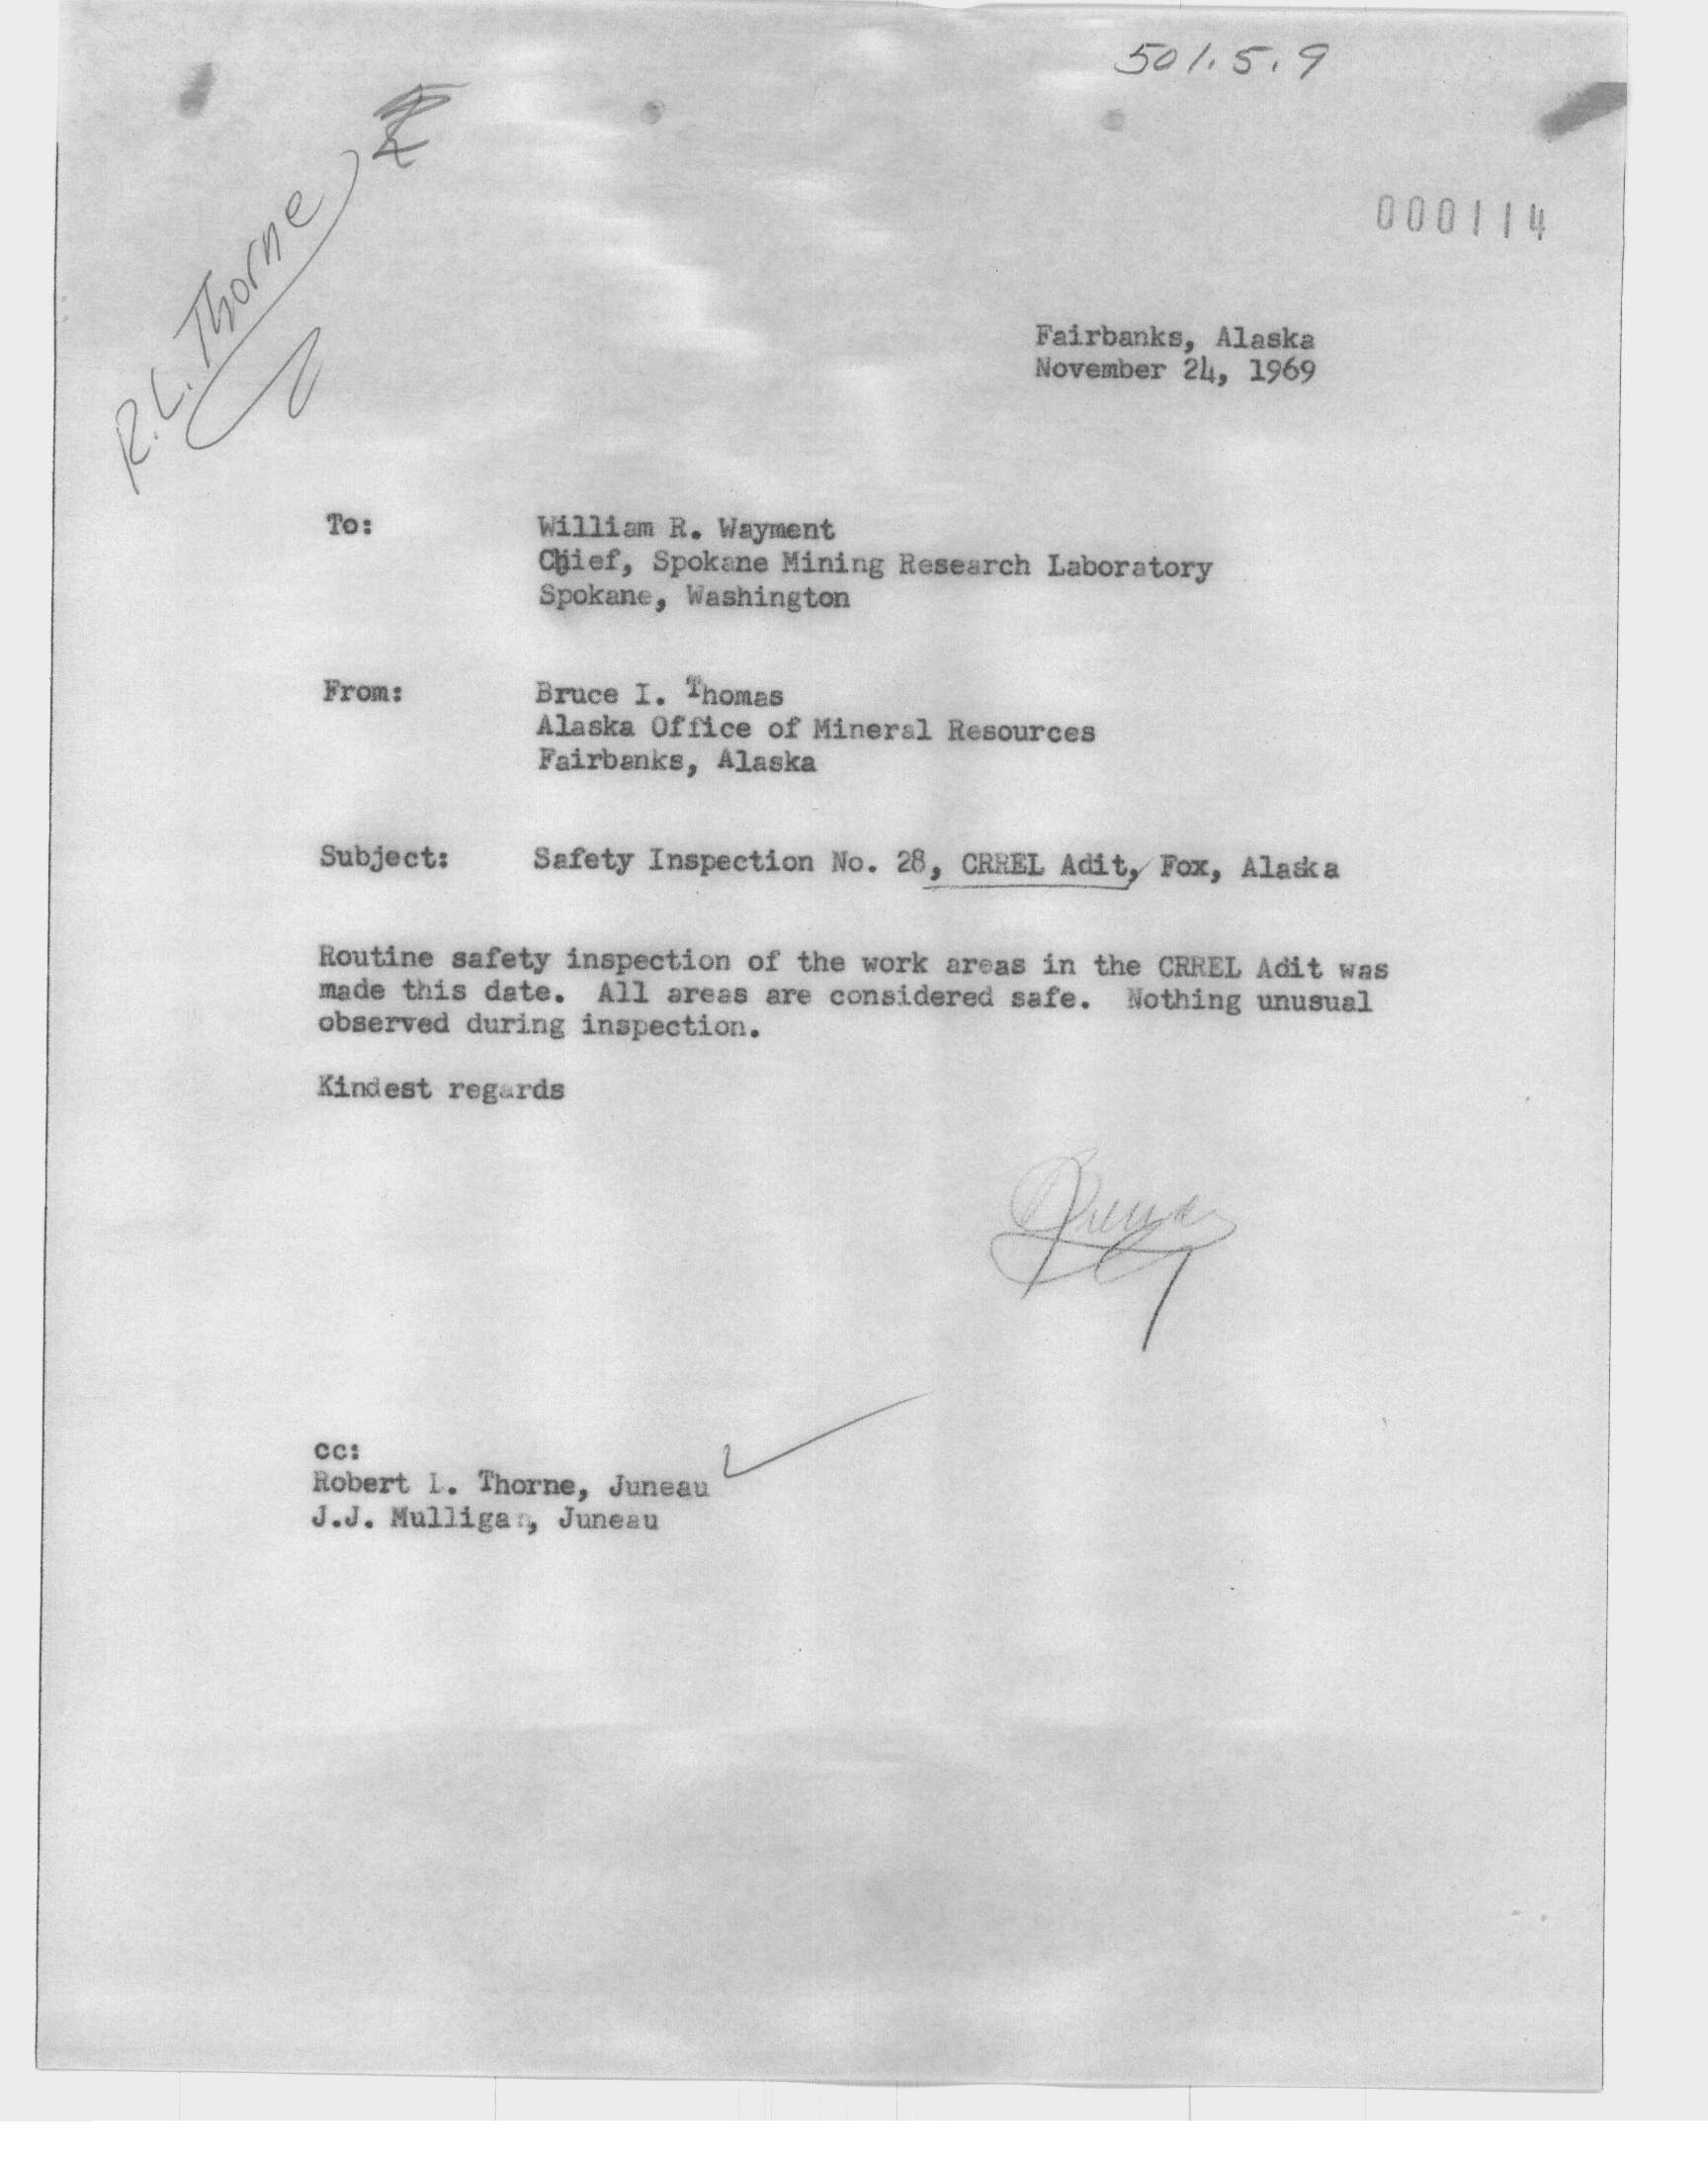 501.5.9
R.L. Thorne
000114
Fairbanks, Alaska
November 24, 1969
To: William R. Wayment
Chief, Spokane Mining Research Laboratory
Spokane, Washington
From: Bruce I. Thomas
Alaska Office of Mineral Resources
Fairbanks, Alaska
Subject: Safety Inspection No. 28, CRREL Adit, Fox, Alaska
Routine safety inspection of the work areas in the CRREL Adit was
made this date.  All areas are considered safe.  Nothing unusual
observed during inspection.
Kindest regards
Bruce
cc:
Robert L. Thorne, Juneau
J.J. Mulligan, Juneau